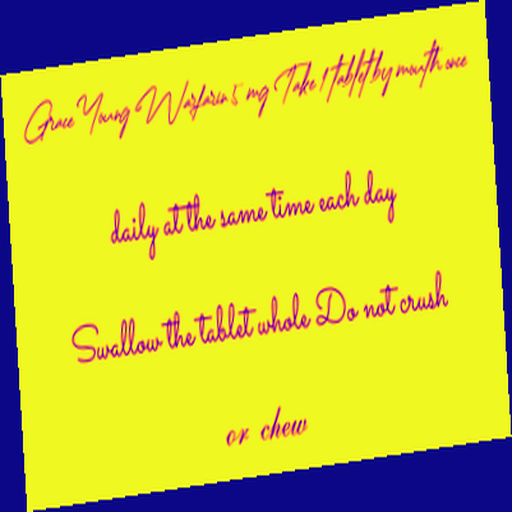 Grace Young Warfarin 5 mg Take 1 tablet by mouth once
daily at the same time each day
Swallow the tablet whole Do not crush
or chew